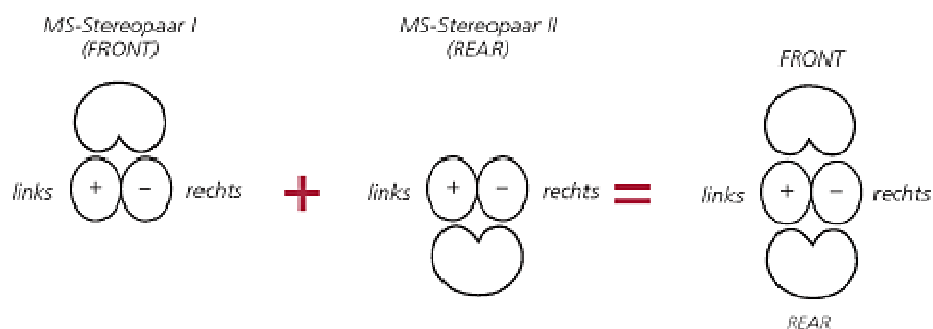 MS-Stereopaar I
(FRONT)
MS-Stereopaar II
(REAR)
FRONT
links + − rechts + links + − rechts = links + − rechts
REAR